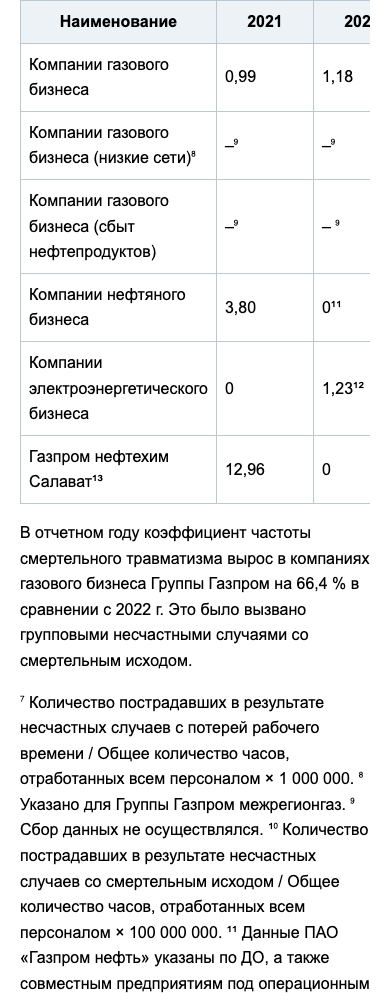 Наименование 2021 202
Компании газового
бизнеса 0,99 1,18
Компании газового
бизнеса (низкие сети)⁸ –⁹ –⁹
Компании газового
бизнеса (сбыт
нефтепродуктов) –⁹ – ⁹
Компании нефтяного
бизнеса 3,80 0¹¹
Компании
электроэнергетического
бизнеса 0 1,23¹²
Газпром нефтехим
Салават¹³ 12,96 0
В отчетном году коэффициент частоты
смертельного травматизма вырос в компаниях
газового бизнеса Группы Газпром на 66,4 % в
сравнении с 2022 г. Это было вызвано
групповыми несчастными случаями со
смертельным исходом.
⁷ Количество пострадавших в результате
несчастных случаев с потерей рабочего
времени / Общее количество часов,
отработанных всем персоналом × 1 000 000. ⁸
Указано для Группы Газпром межрегионгаз. ⁹
Сбор данных не осуществлялся. ¹⁰ Количество
пострадавших в результате несчастных
случаев со смертельным исходом / Общее
количество часов, отработанных всем
персоналом × 100 000 000. ¹¹ Данные ПАО
«Газпром нефть» указаны по ДО, а также
совместным предприятиям под операционным